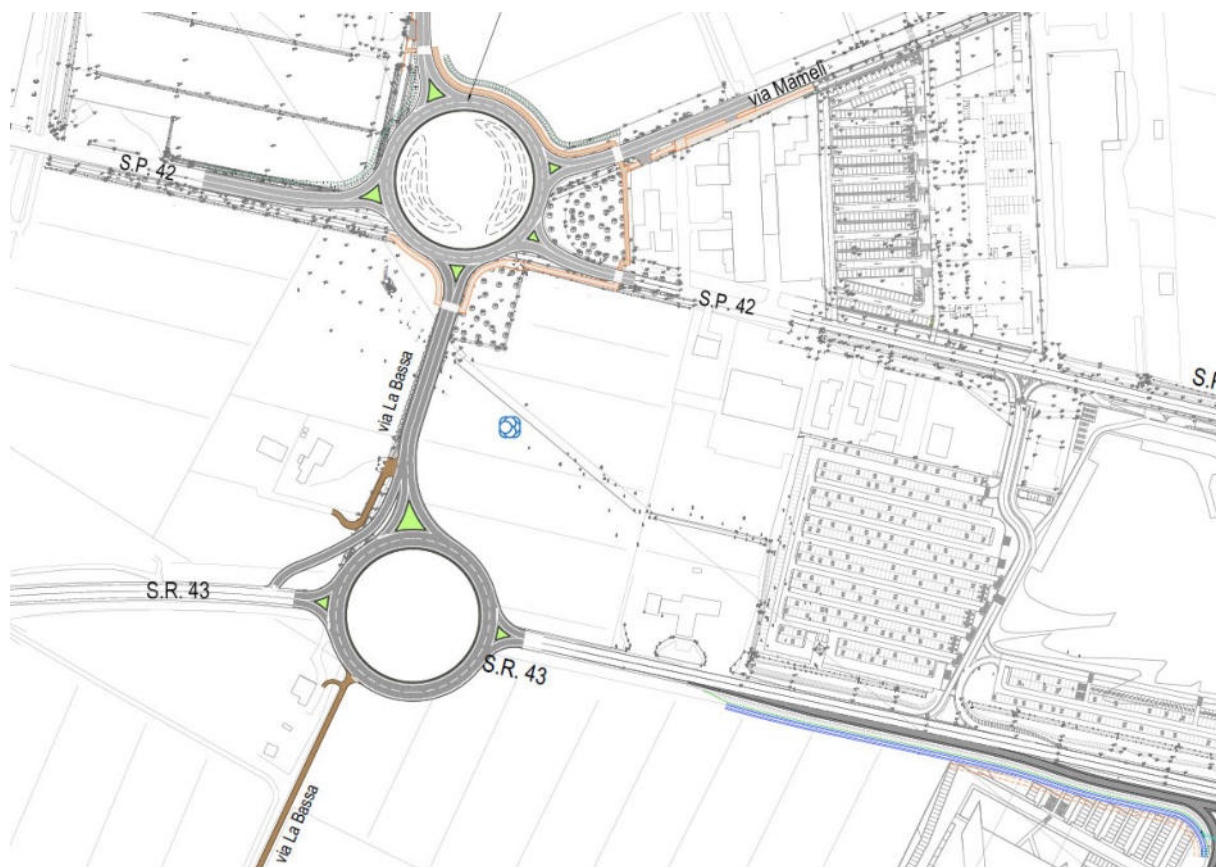 via Mameli
S.P. 42
S.P. 42
S.P
via La Bassa
S.R. 43
S.R. 43
via La Bassa